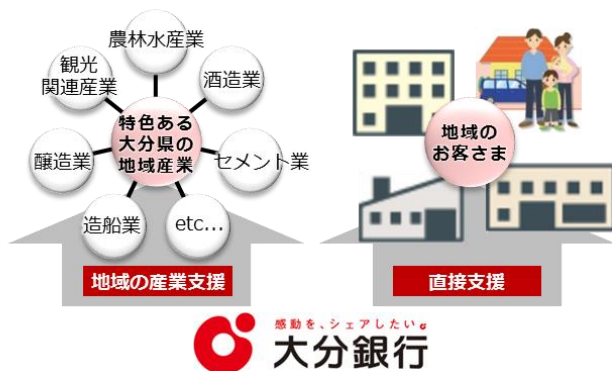 農林水産業
観光
関連産業
酒造業
特色ある
大分県の
地域産業
醸造業
セメント業
造船業
etc...
地域の産業支援
地域の
お客さま
直接支援
感動を、シェアしたい。
大分銀行